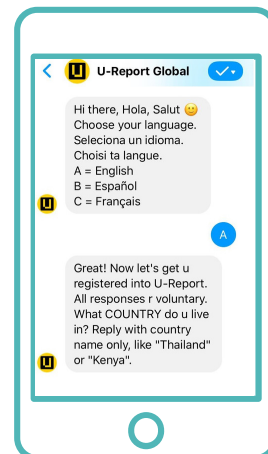 U-Report Global
Hi there, Hola, Salut 🙂
Choose your language.
Seleciona un idioma.
Choisi ta langue.
A = English
B = Español
C = Français
A
Great! Now let's get u
registered into U-Report.
All responses r voluntary.
What COUNTRY do u live
in? Reply with country
name only, like "Thailand"
or "Kenya".